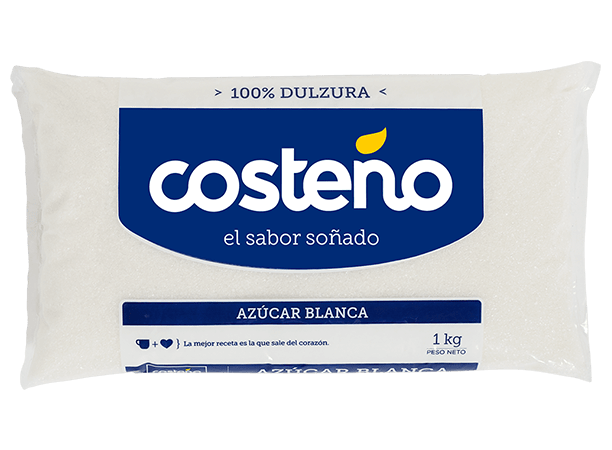 > 100% DULZURA <
costeño
el sabor soñado
AZÚCAR BLANCA
+ } La mejor receta es la que sale del corazón.
1 kg
PESO NETO
costeño AZÚCAR BLANCA